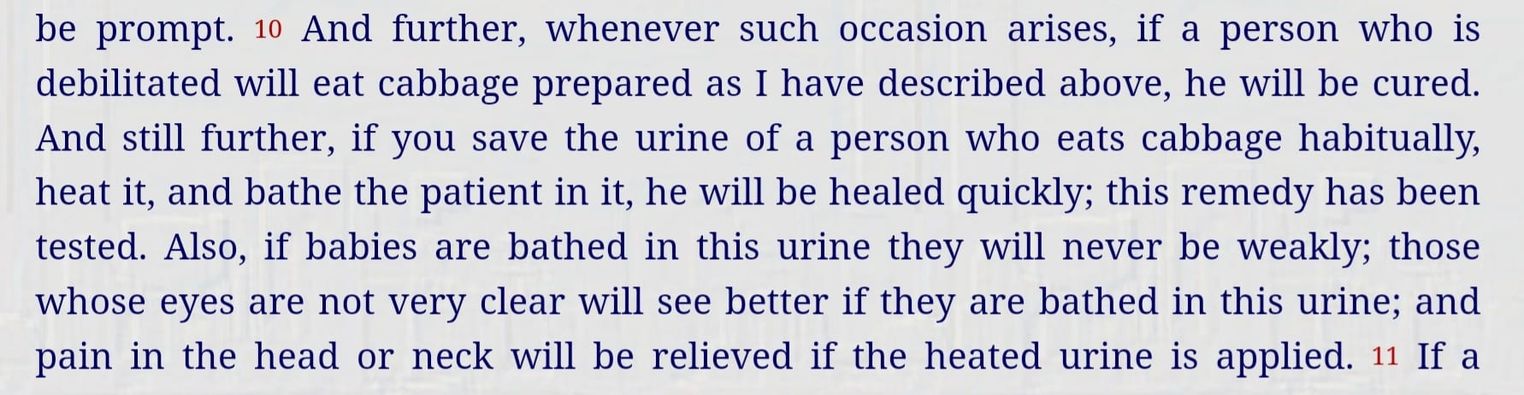 be prompt. 10 And further, whenever such occasion arises, if a person who is
debilitated will eat cabbage prepared as I have described above, he will be cured.
And still further, if you save the urine of a person who eats cabbage habitually,
heat it, and bathe the patient in it, he will be healed quickly; this remedy has been
tested. Also, if babies are bathed in this urine they will never be weakly; those
whose eyes are not very clear will see better if they are bathed in this urine; and
pain in the head or neck will be relieved if the heated urine is applied. 11 If a